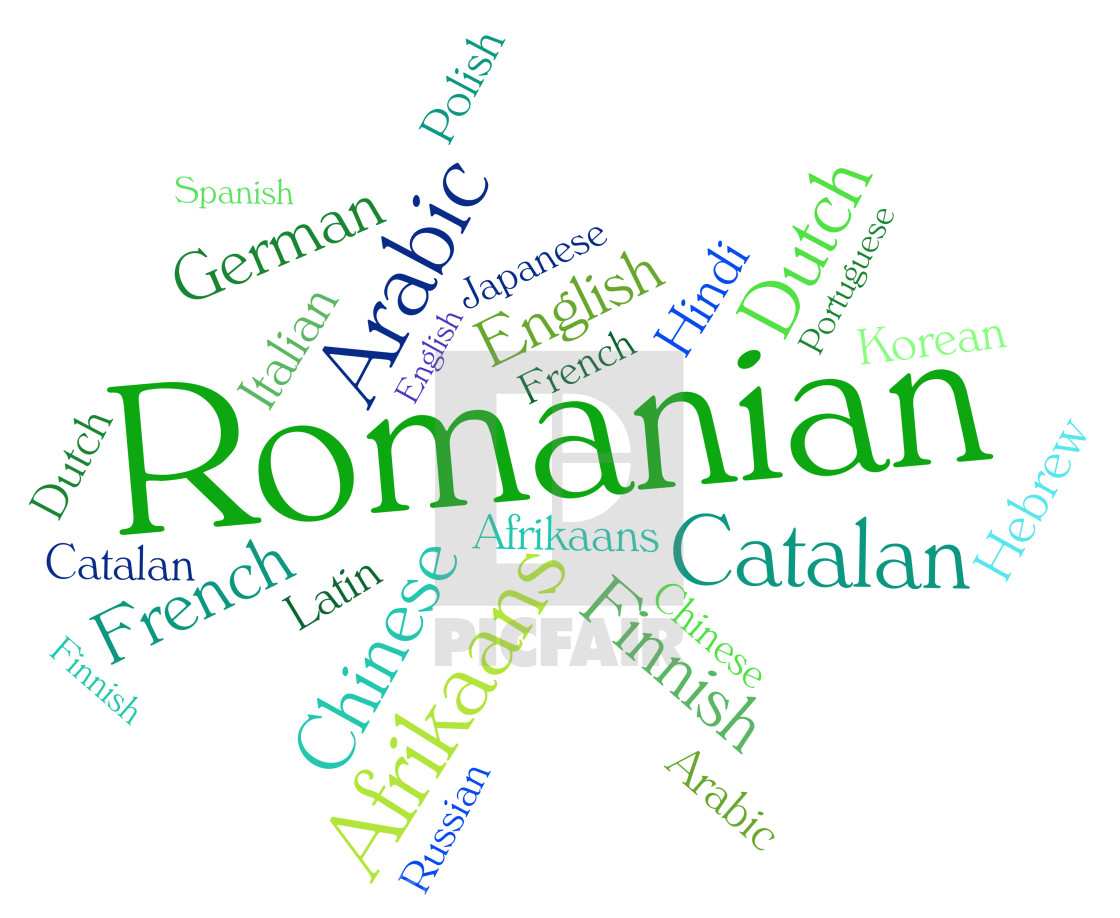 Polish
Spanish
German
Arabic
Japanese
English
Hindi
Dutch
Portuguese
Italian
English
French
Korean
Romanian
Dutch
Hebrew
Catalan
French
Latin
Afrikaans
Catalan
Finnish
Chinese
Afrikaans
Finnish
Chinese
PICFAIR
Arabic
Russian